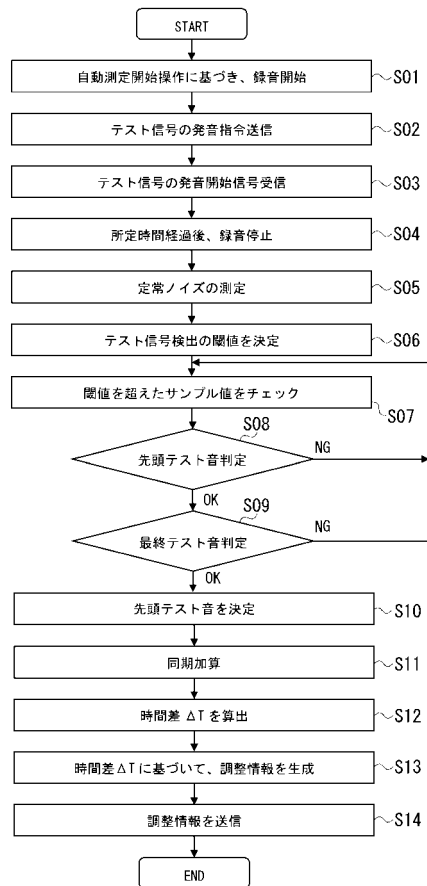 START
自動測定開始操作に基づき、録音開始
S01
テスト信号の発音指令送信
S02
テスト信号の発音開始信号受信
S03
所定時間経過後、録音停止
S04
定常ノイズの測定
S05
テスト信号検出の閾値を決定
S06
閾値を超えたサンプル値をチェック
S07
S08
先頭テスト音判定
NG
OK
S09
最終テスト音判定
NG
OK
先頭テスト音を決定
S10
同期加算
S11
時間差 ΔT を算出
S12
時間差ΔTに基づいて、調整情報を生成
S13
調整情報を送信
S14
END